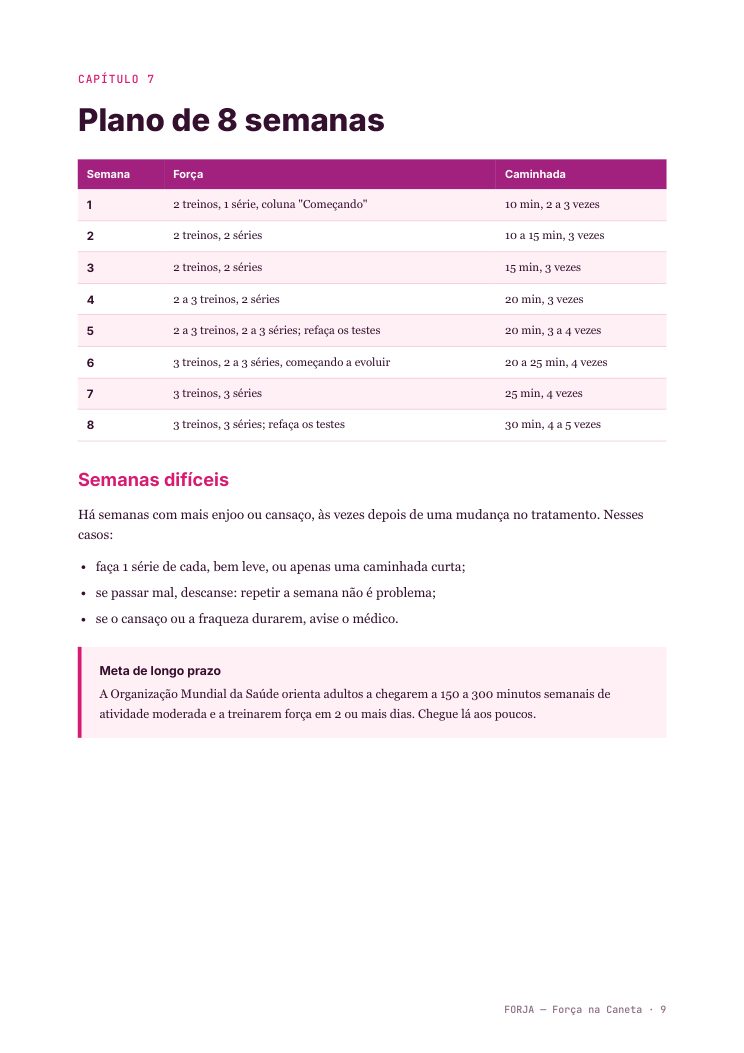 CAPÍTULO 7
Plano de 8 semanas
Semana Força Caminhada
1 2 treinos, 1 série, coluna "Começando" 10 min, 2 a 3 vezes
2 2 treinos, 2 séries 10 a 15 min, 3 vezes
3 2 treinos, 2 séries 15 min, 3 vezes
4 2 a 3 treinos, 2 séries 20 min, 3 vezes
5 2 a 3 treinos, 2 a 3 séries; refaça os testes 20 min, 3 a 4 vezes
6 3 treinos, 2 a 3 séries, começando a evoluir 20 a 25 min, 4 vezes
7 3 treinos, 3 séries 25 min, 4 vezes
8 3 treinos, 3 séries; refaça os testes 30 min, 4 a 5 vezes
Semanas difíceis
Há semanas com mais enjoo ou cansaço, às vezes depois de uma mudança no tratamento. Nesses
casos:
• faça 1 série de cada, bem leve, ou apenas uma caminhada curta;
• se passar mal, descanse: repetir a semana não é problema;
• se o cansaço ou a fraqueza durarem, avise o médico.
Meta de longo prazo
A Organização Mundial da Saúde orienta adultos a chegarem a 150 a 300 minutos semanais de
atividade moderada e a treinarem força em 2 ou mais dias. Chegue lá aos poucos.
FORJA — Força na Caneta · 9